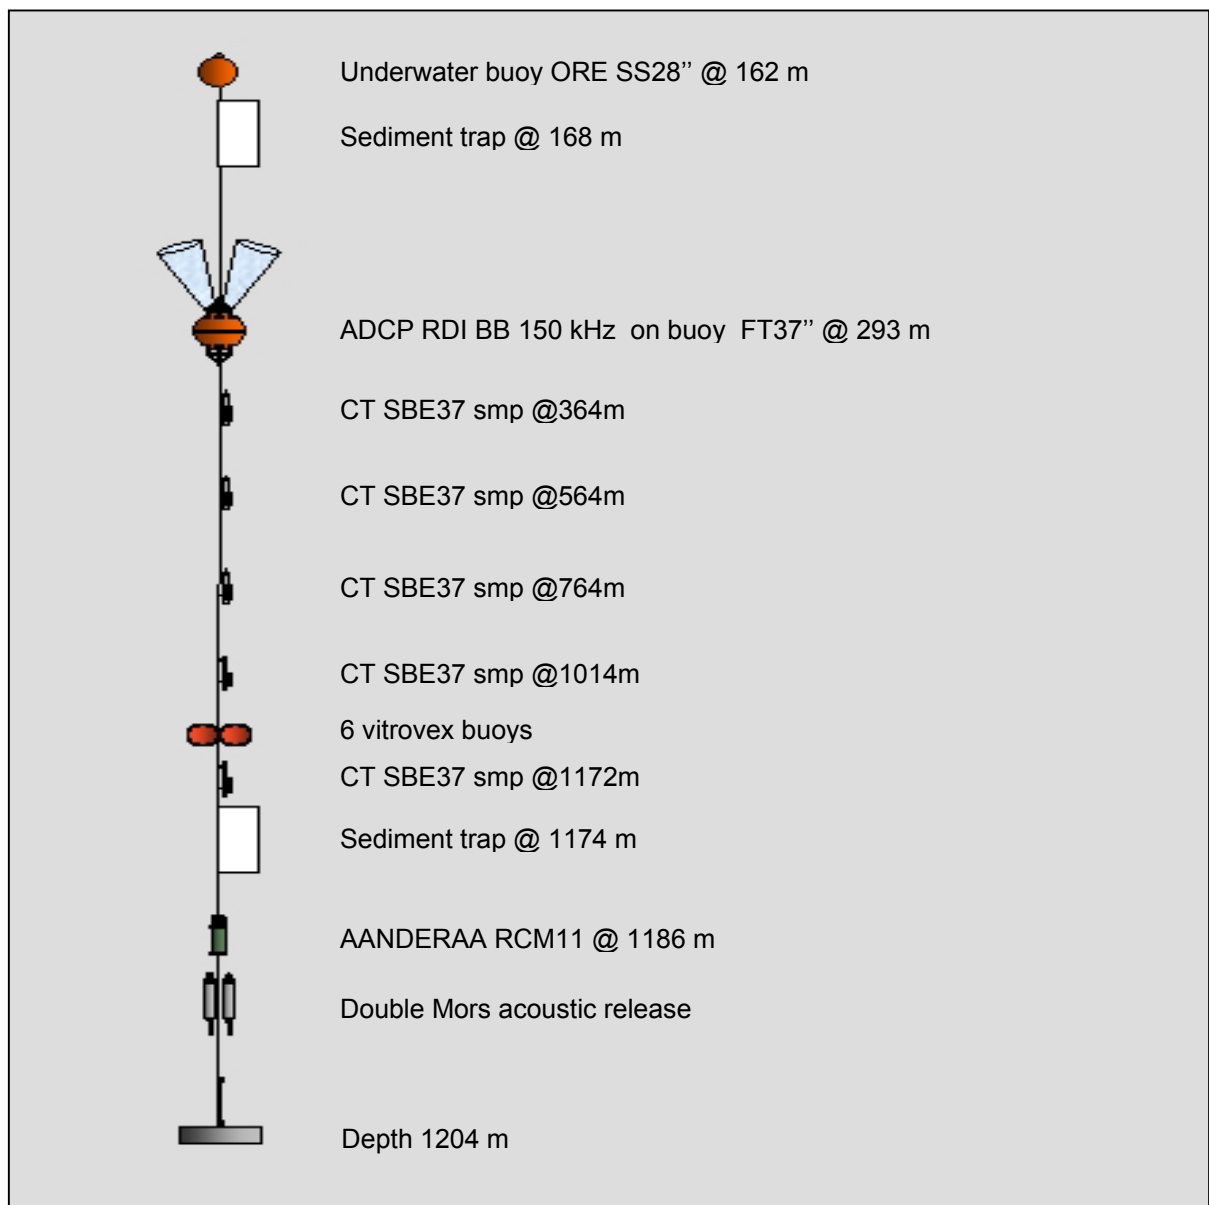 Underwater buoy ORE SS28’’ @ 162 m
Sediment trap @ 168 m
ADCP RDI BB 150 kHz on buoy FT37’’ @ 293 m
CT SBE37 smp @364m
CT SBE37 smp @564m
CT SBE37 smp @764m
CT SBE37 smp @1014m
6 vitrovex buoys
CT SBE37 smp @1172m
Sediment trap @ 1174 m
AANDERAA RCM11 @ 1186 m
Double Mors acoustic release
Depth 1204 m